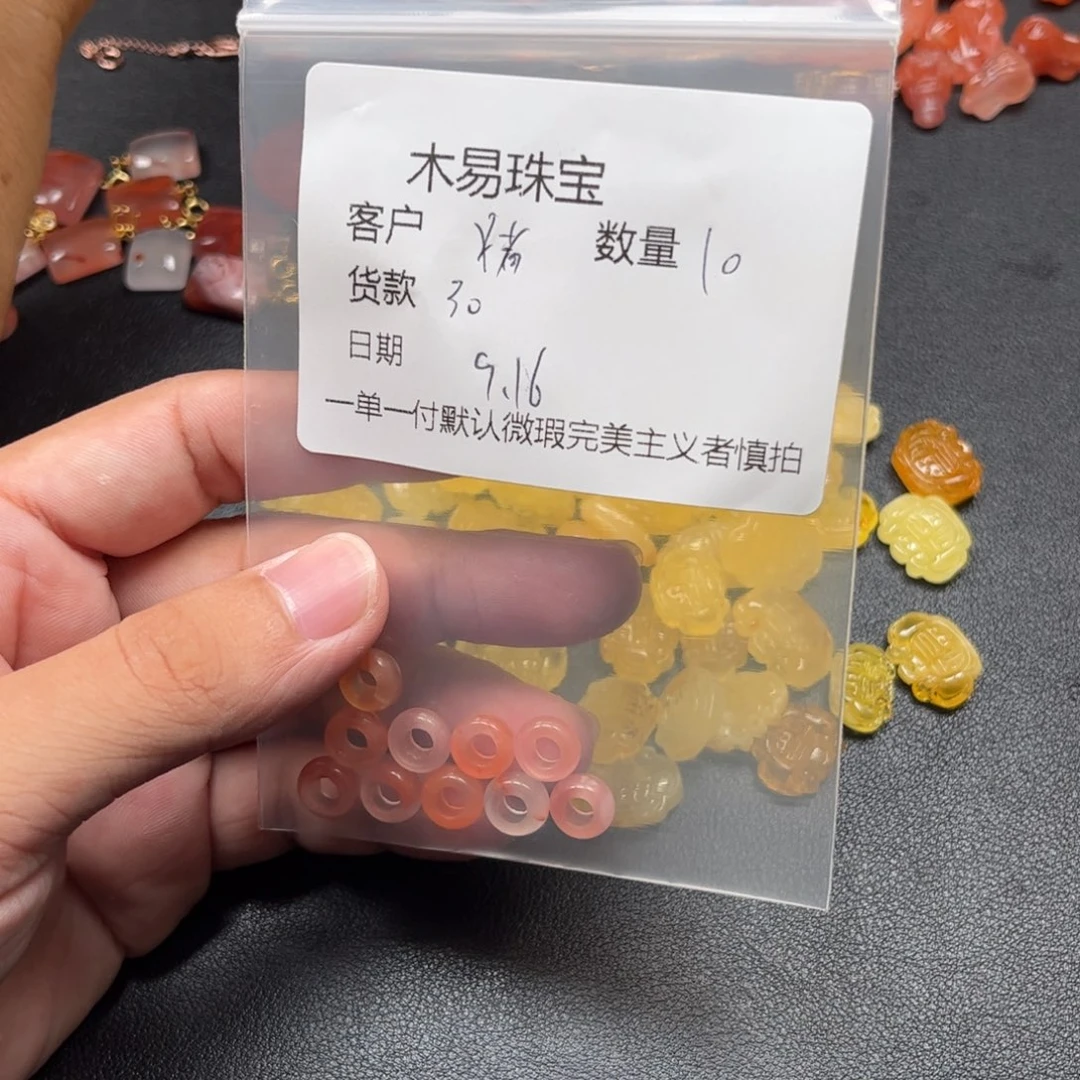 木易珠宝
客户 猪 数量 10
货款 30
日期 9.16
一单一付默认微瑕完美主义者慎拍